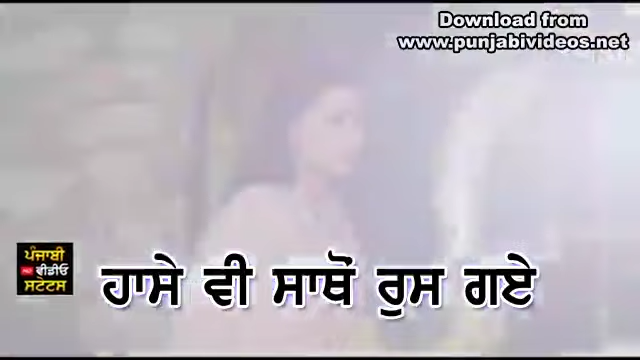 Download from
www.punjabivideos.net
ਪੰਜਾਬੀ
ਵੀਡੀਓ
ਸਟੇਟਸ
ਹਾਸੇ ਵੀ ਸਾਥੋਂ ਰੁਸ ਗਏ